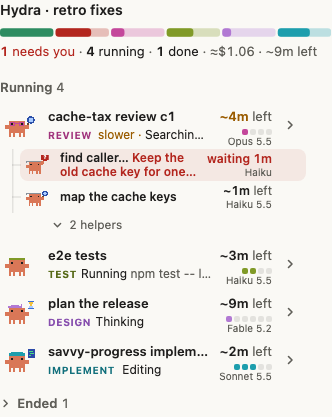 Hydra · retro fixes
1 needs you · 4 running · 1 done · ≈$1.06 · ~9m left
Running 4
cache-tax review c1
~4m left
REVIEW slower · Searchin...
Opus 5.5
find caller... Keep the old cache key for one...
waiting 1m
Haiku
map the cache keys
~1m left
Haiku 5.5
2 helpers
e2e tests
~3m left
TEST Running npm test -- l...
Haiku 5.5
plan the release
~9m left
DESIGN Thinking
Fable 5.2
savvy-progress implem...
~2m left
IMPLEMENT Editing
Sonnet 5.5
Ended 1